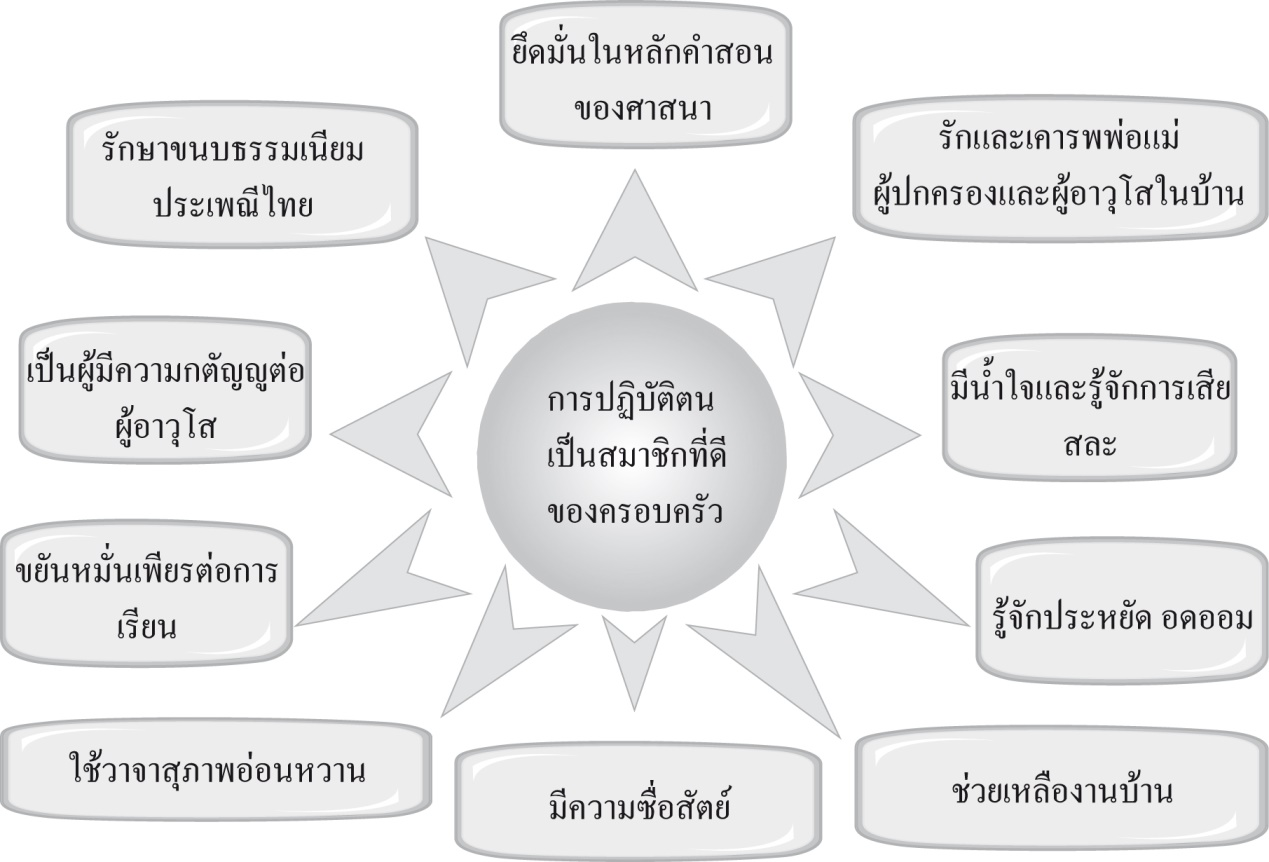 ยึดมั่นในหลักคำสอน
ของศาสนา
รักษาขนบธรรมเนียม
ประเพณีไทย
รักและเคารพพ่อแม่
ผู้ปกครองและผู้อาวุโสในบ้าน
เป็นผู้มีความกตัญญูต่อ
ผู้อาวุโส
การปฏิบัติตน
เป็นสมาชิกที่ดี
ของครอบครัว
มีน้ำใจและรู้จักการเสีย
สละ
ขยันหมั่นเพียรต่อการ
เรียน
รู้จักประหยัด อดออม
ใช้วาจาสุภาพอ่อนหวาน
มีความซื่อสัตย์
ช่วยเหลืองานบ้าน